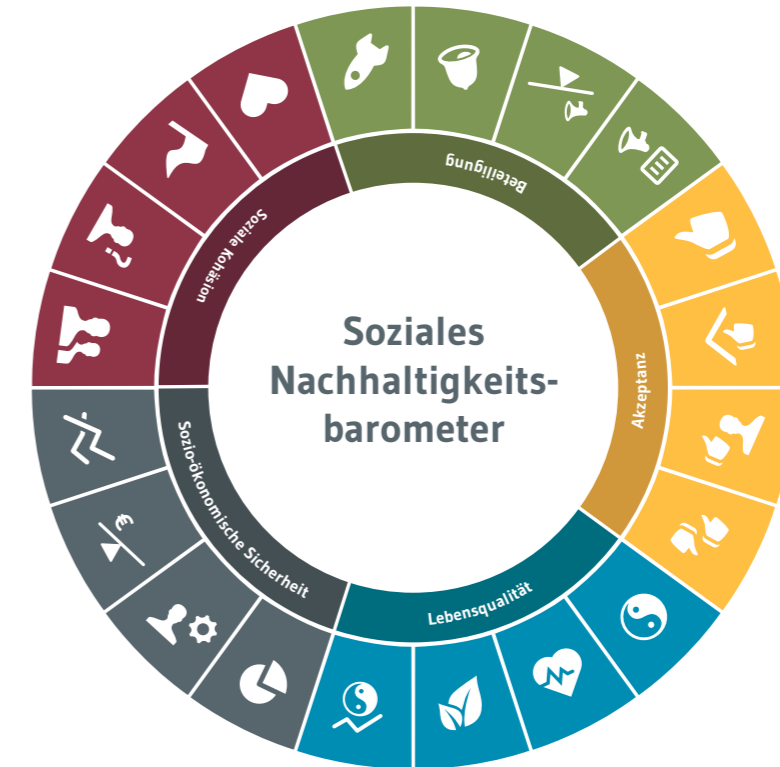 Soziales
Nachhaltigkeits-
barometer
Beteiligung
Akzeptanz
Lebensqualität
Sozio-ökonomische Sicherheit
Soziale Kohäsion
?
€